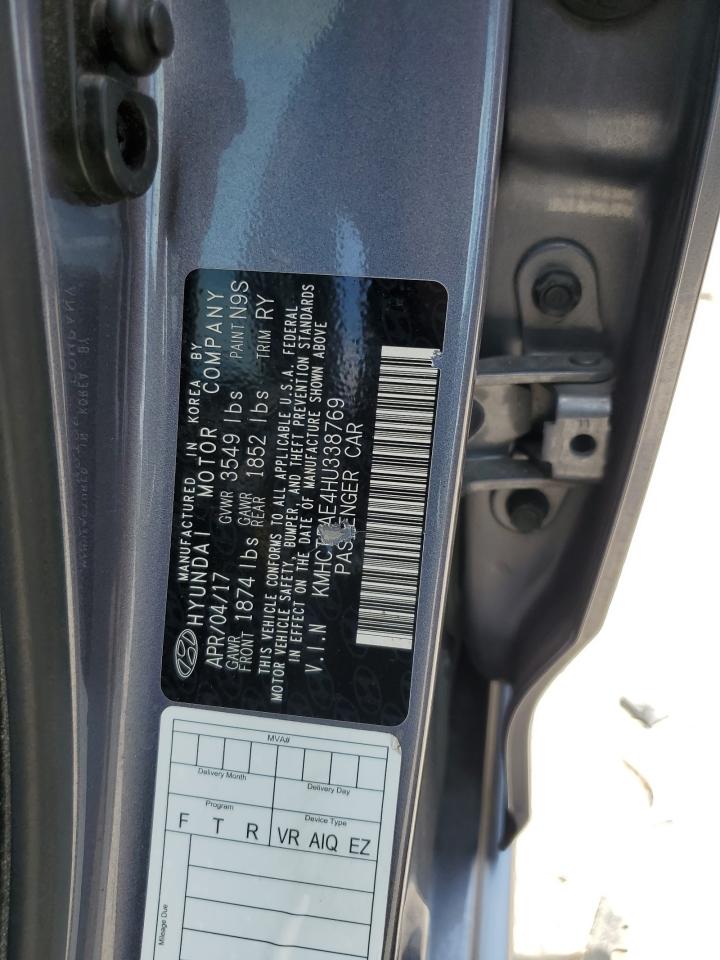 MANUFACTURED IN KOREA BY
HYUNDAI MOTOR COMPANY
APR/04/17 GVWR 3549 lbs PAINT N9S
GAWR FRONT 1874 lbs GAWR REAR 1852 lbs TRIM RY
THIS VEHICLE CONFORMS TO ALL APPLICABLE U.S.A. FEDERAL
MOTOR VEHICLE SAFETY, BUMPER, AND THEFT PREVENTION STANDARDS
IN EFFECT ON THE DATE OF MANUFACTURE SHOWN ABOVE
V.I.N
PASSENGER CAR
MVA#
Delivery Month Delivery Day
Program Device Type
F T R VR AIQ EZ
Mileage Due